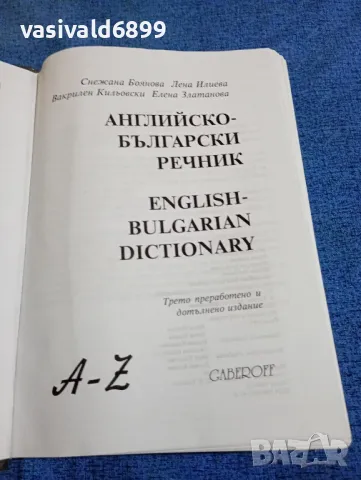 vasivald6899
Снежана Боянова Лена Илиева
Вакрилен Кильовски Елена Златанова
АНГЛИЙСКО-
БЪЛГАРСКИ
РЕЧНИК
ENGLISH-
BULGARIAN
DICTIONARY
Трето преработено и
допълнено издание
A-Z
GABEROFF
BAZAR